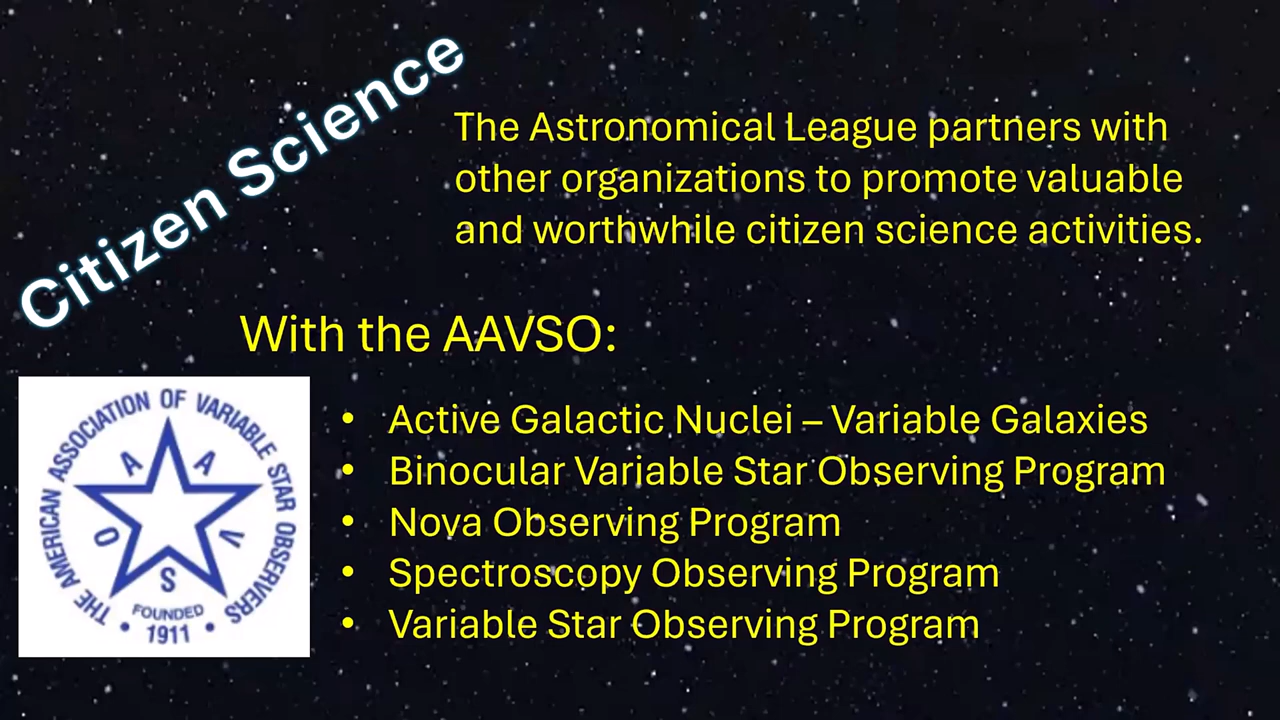 Citizen Science
The Astronomical League partners with
other organizations to promote valuable
and worthwhile citizen science activities.
With the AAVSO:
THE AMERICAN ASSOCIATION OF VARIABLE STAR OBSERVERS
A A V S O
FOUNDED
• 1911 •
• Active Galactic Nuclei – Variable Galaxies
• Binocular Variable Star Observing Program
• Nova Observing Program
• Spectroscopy Observing Program
• Variable Star Observing Program